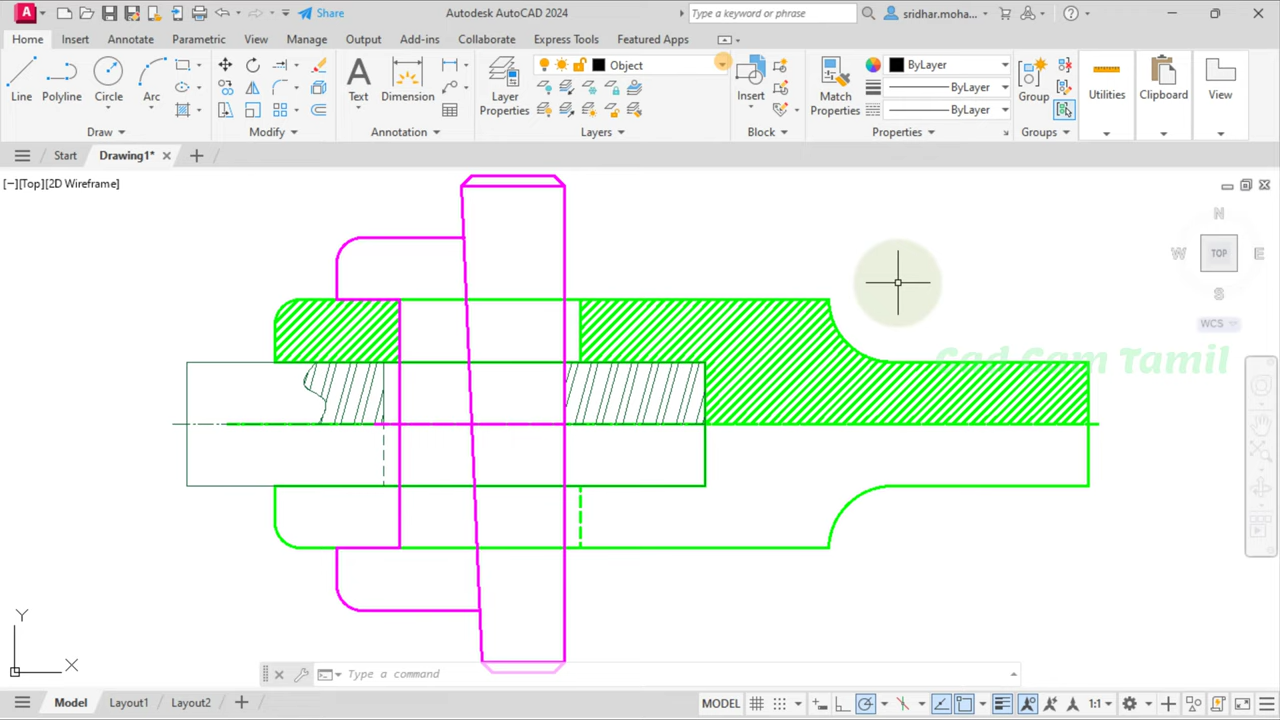 A Share Autodesk AutoCAD 2024 Type a keyword or phrase sridhar.moha...
Home Insert Annotate Parametric View Manage Output Add-ins Collaborate Express Tools Featured Apps
Object ByLayer
ByLayer
ByLayer
Line Polyline Circle Arc Text Dimension Layer Properties Insert Match Properties Group Utilities Clipboard View
Draw Modify Annotation Layers Block Properties Groups
Start Drawing1*
[−][Top][2D Wireframe]
N
W TOP E
S
WCS
Cad Cam Tamil
Y
X
Type a command
Model Layout1 Layout2 MODEL 1:1